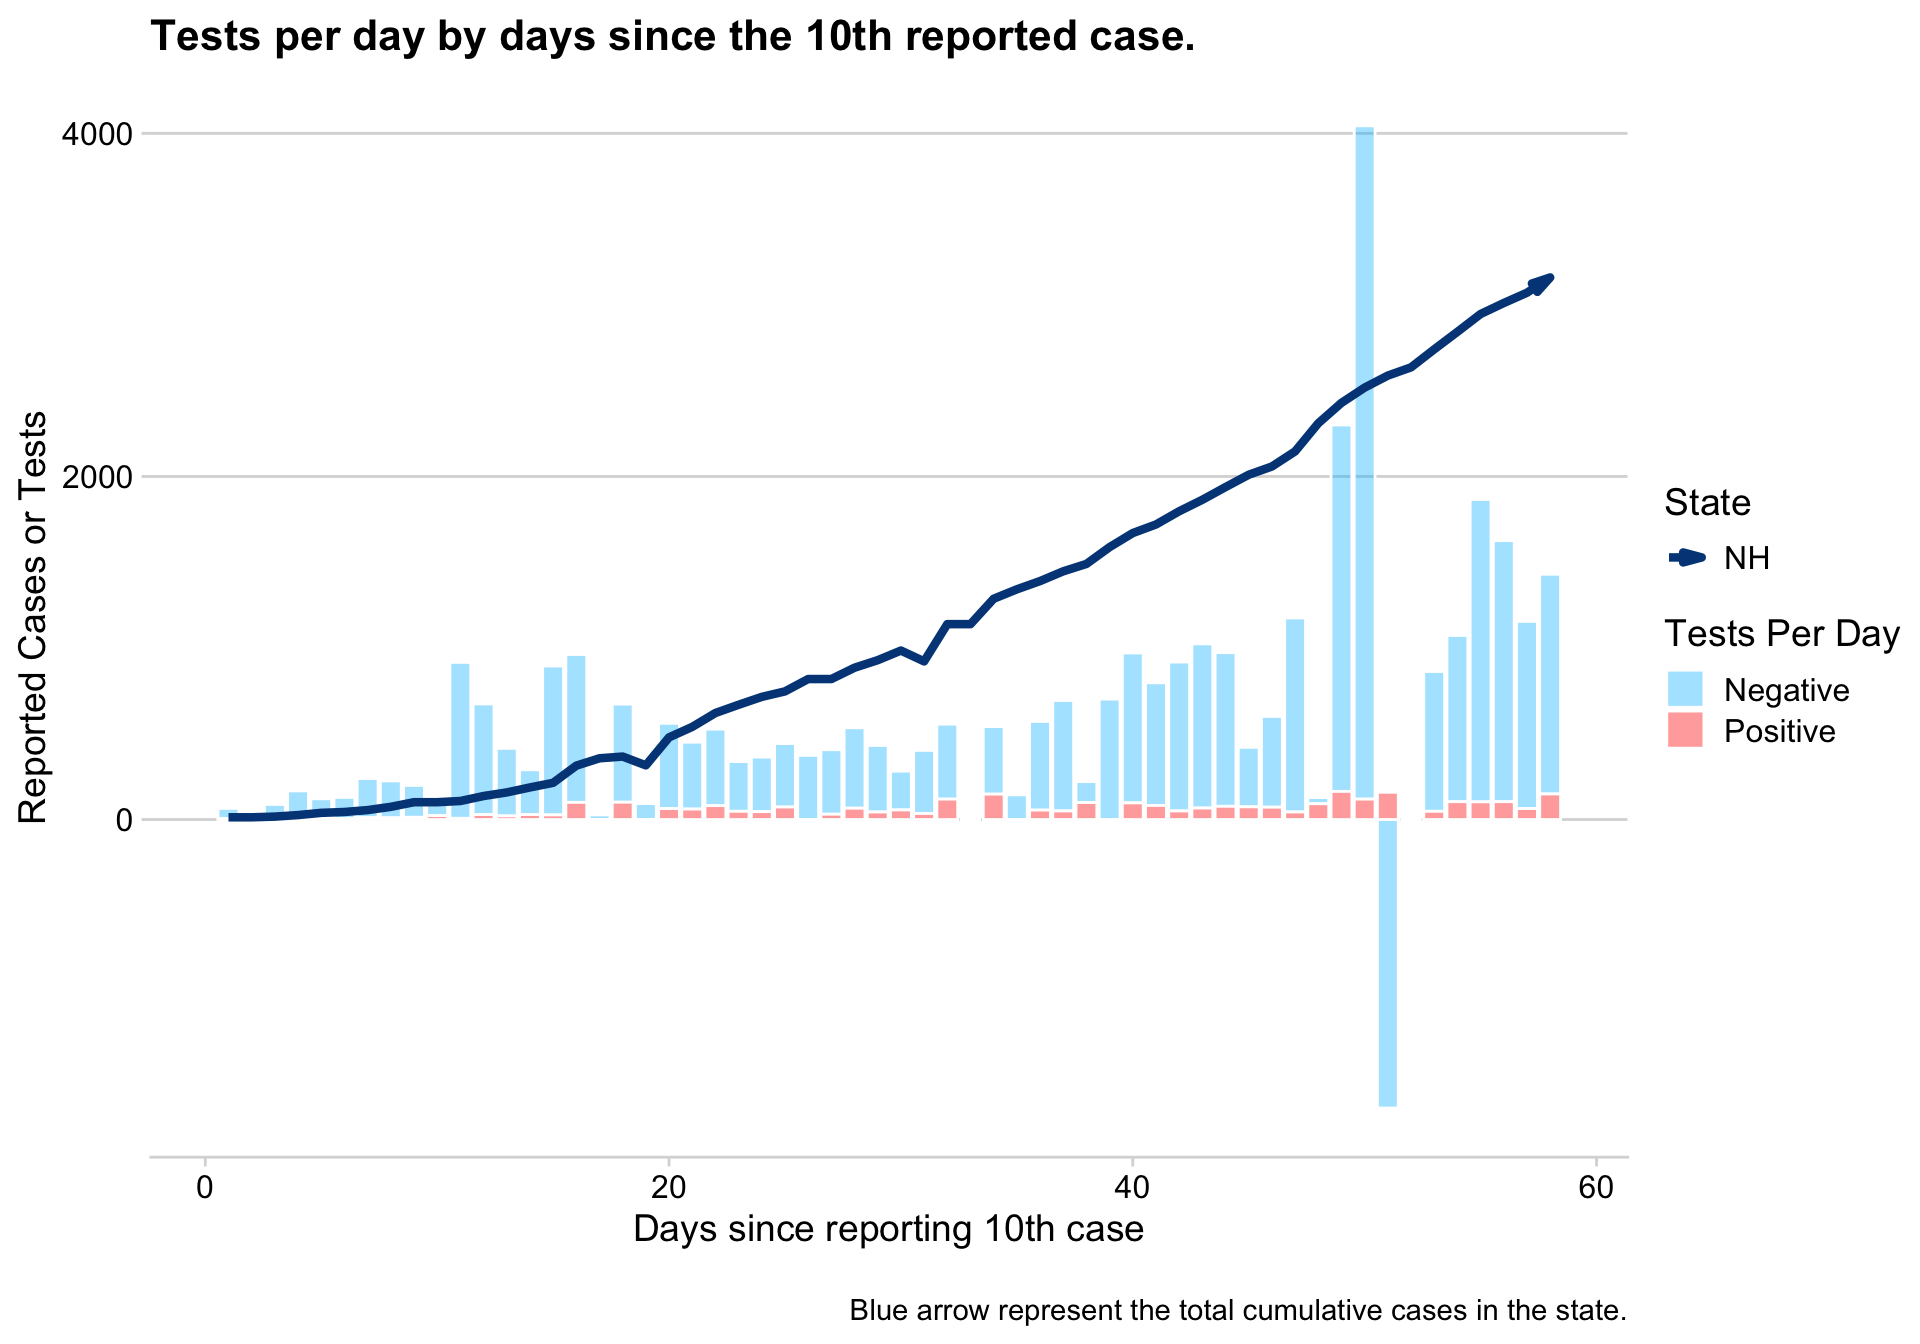 Tests per day by days since the 10th reported case.
4000
2000
0
Reported Cases or Tests
State
NH
Tests Per Day
Negative
Positive
0
20
40
60
Days since reporting 10th case
Blue arrow represent the total cumulative cases in the state.